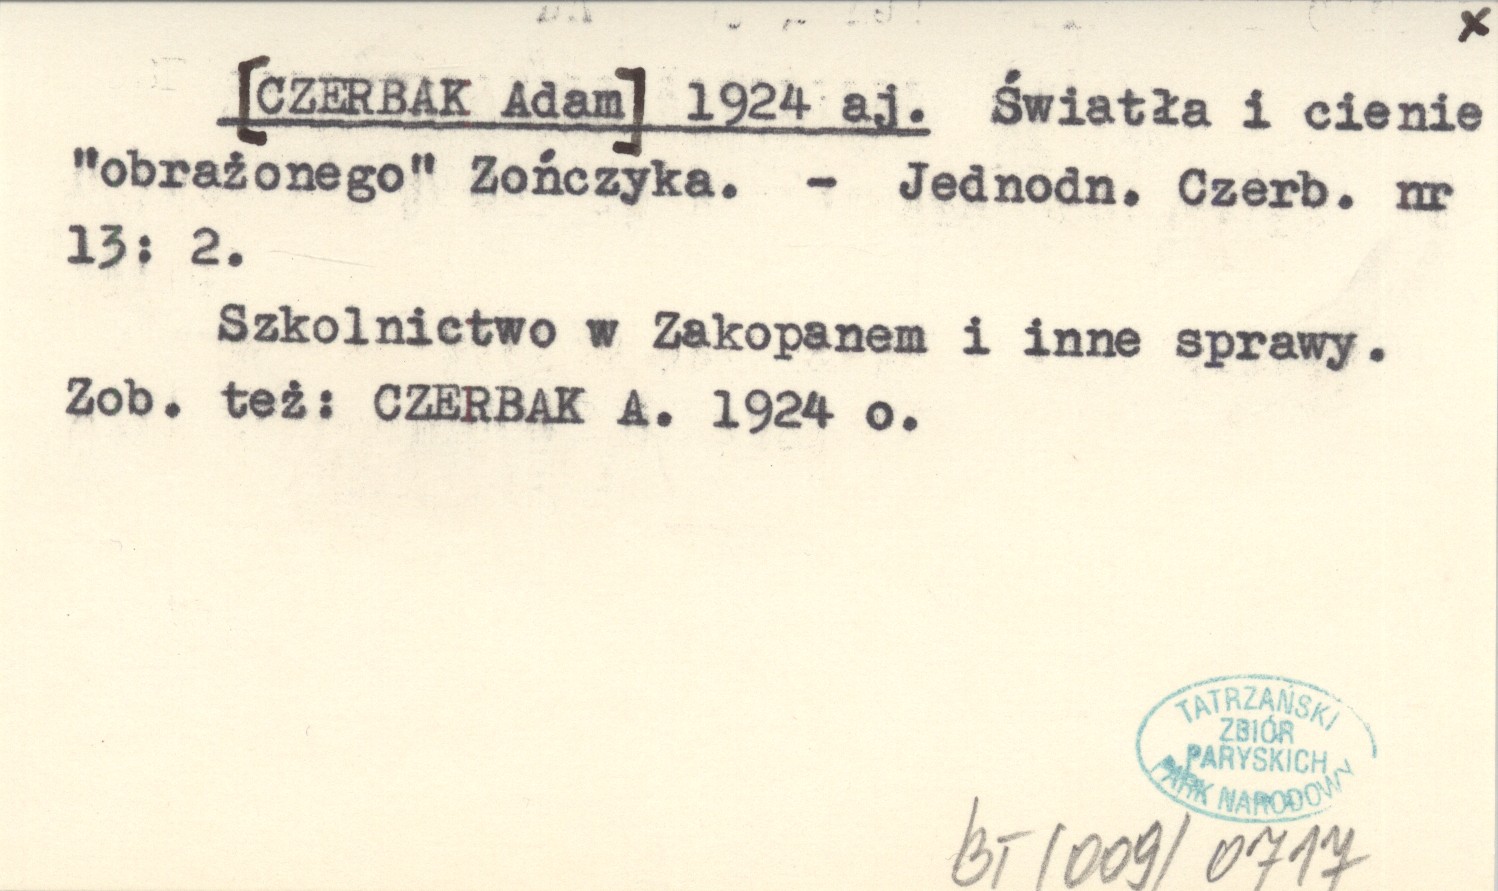 x
[CZERBAK Adam] 1924 aj. Światła i cienie
"obrażonego" Zończyka. - Jednodn. Czerb. nr
13: 2.
Szkolnictwo w Zakopanem i inne sprawy.
Zob. też: CZERBAK A. 1924 o.
TATRZAŃSKI
ZBIÓR
PARYSKICH
PARK NARODOWY
BT/009/0717